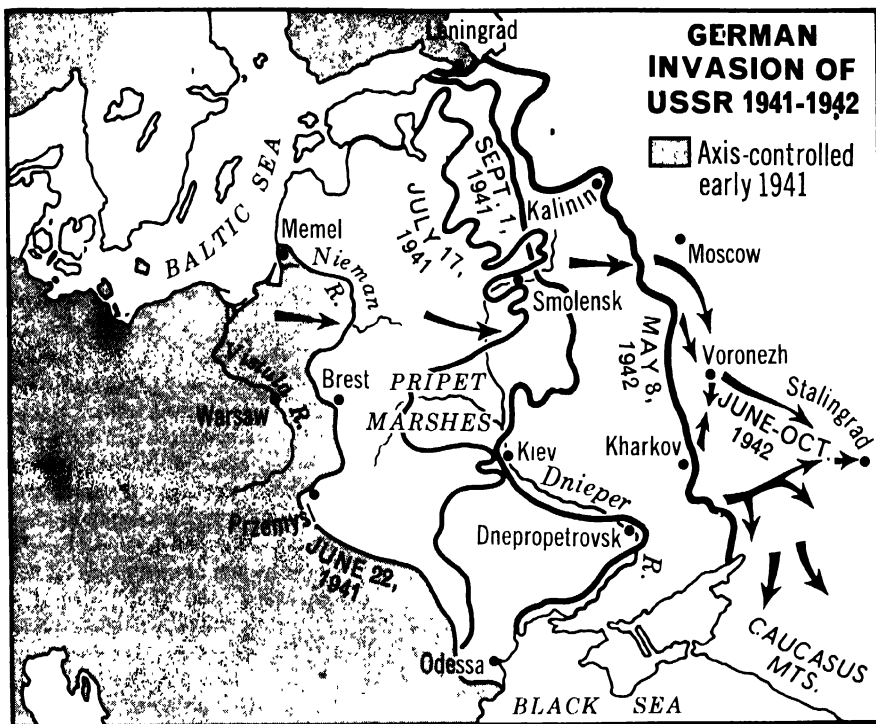 GERMAN
INVASION OF
USSR 1941-1942
Axis-controlled
early 1941
Leningrad
BALTIC SEA
SEPT. 1,
1941
JULY 17,
1941
Kalinin
Moscow
Memel
Nieman
R.
Smolensk
MAY 8,
1942
Voronezh
Stalingrad
Vistula
R.
Warsaw
Brest
PRIPET
MARSHES
JUNE-OCT.
1942
Kiev
Kharkov
Dnieper
R.
Przemys
Dnepropetrovsk
JUNE 22,
1941
Odessa
CAUCASUS
MTS.
BLACK SEA